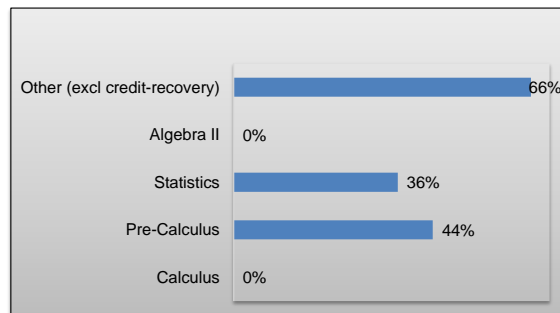 Other (excl credit-recovery) 66%
Algebra II 0%
Statistics 36%
Pre-Calculus 44%
Calculus 0%